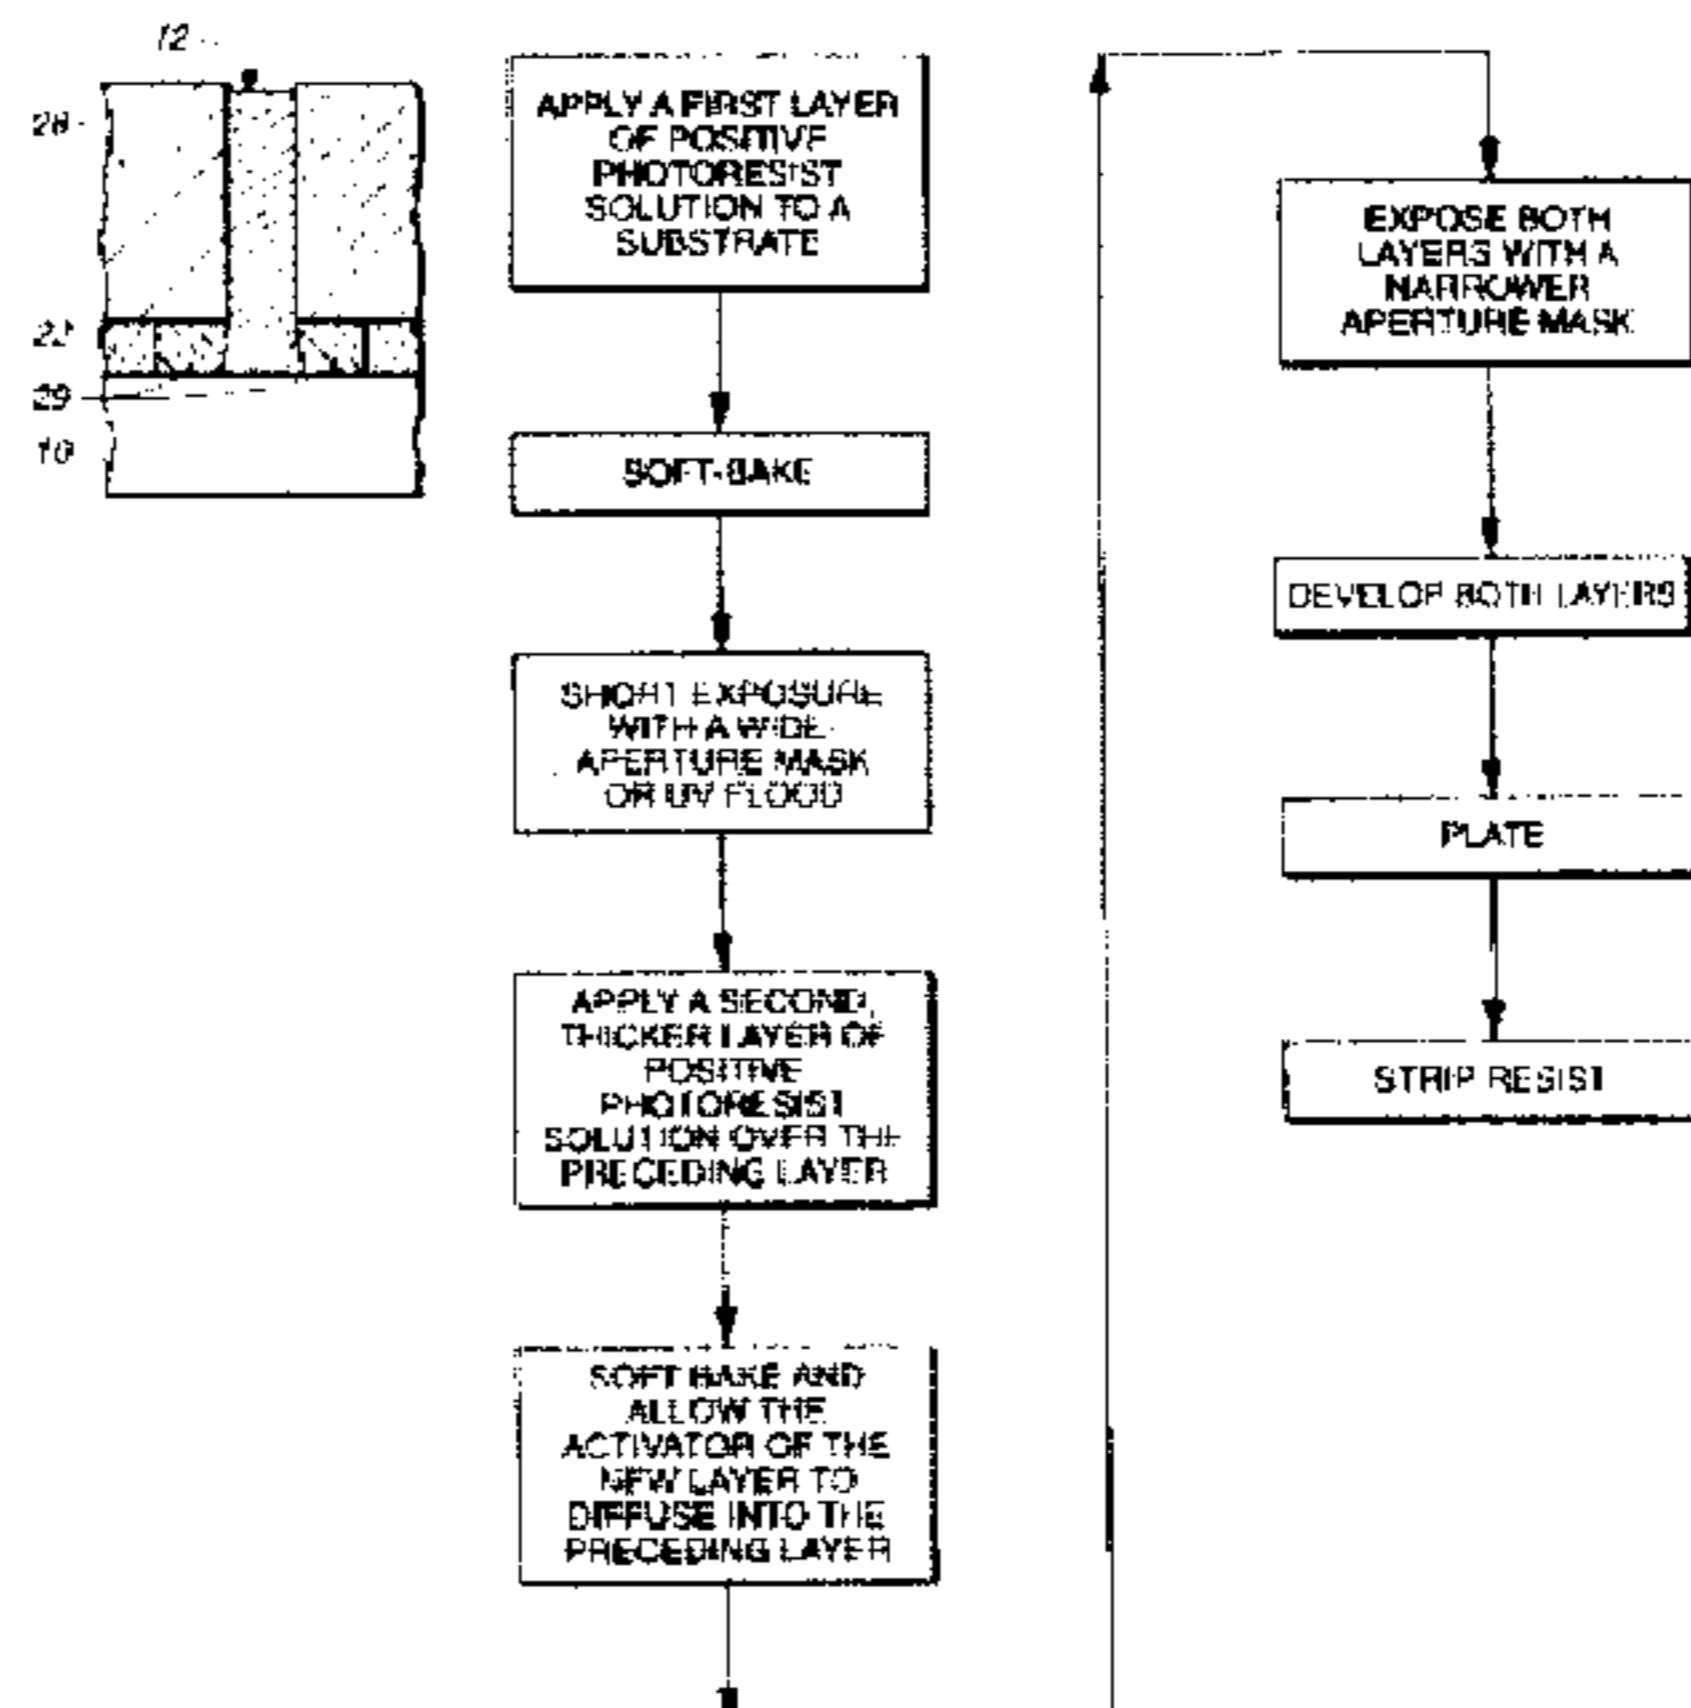 12
28
22
29
10
APPLY A FIRST LAYER
OF POSITIVE
PHOTORESIST
SOLUTION TO A
SUBSTRATE
SOFT-BAKE
SHORT EXPOSURE
WITH A WIDE-
APERTURE MASK
OR UV FLOOD
APPLY A SECOND,
THICKER LAYER OF
POSITIVE
PHOTORESIST
SOLUTION OVER THE
PRECEDING LAYER
SOFT BAKE AND
ALLOW THE
ACTIVATOR OF THE
NEW LAYER TO
DIFFUSE INTO THE
PRECEDING LAYER
EXPOSE BOTH
LAYERS WITH A
NARROWER
APERTURE MASK
DEVELOP BOTH LAYERS
PLATE
STRIP RESIST